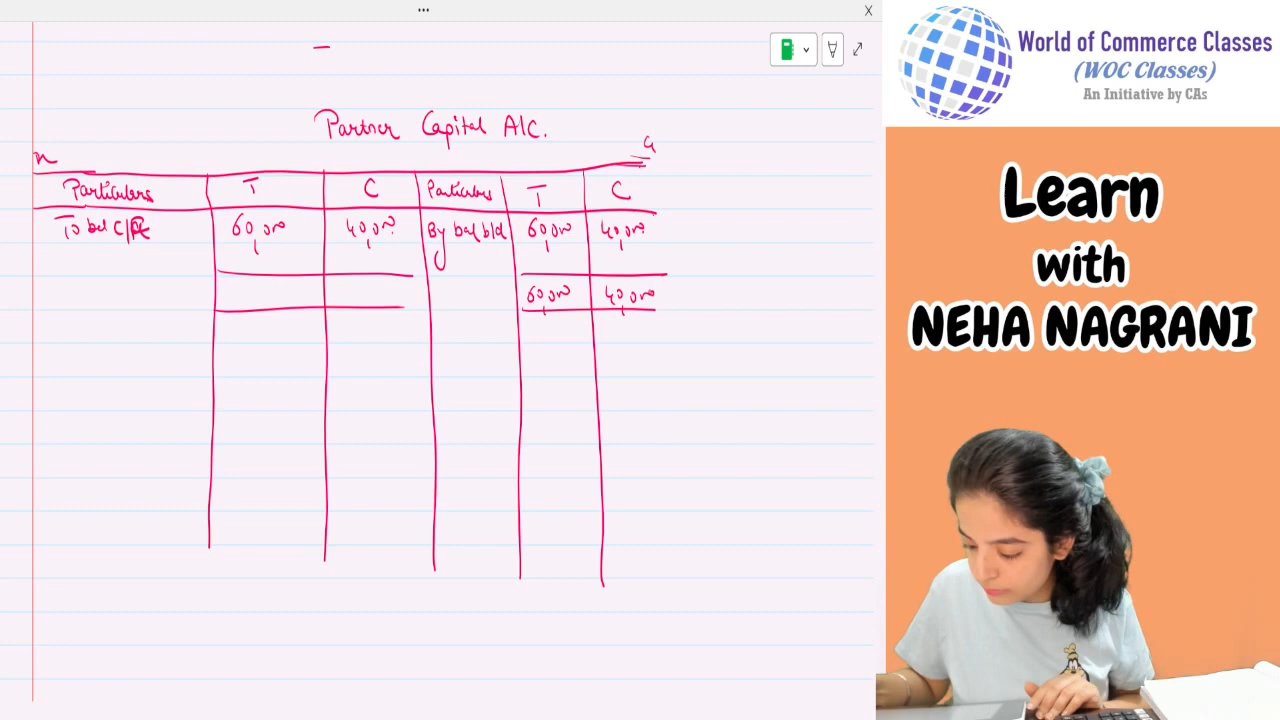 World of Commerce Classes
(WOC Classes)
An Initiative by CAs
Partner Capital A/C.
Particulars T C Particulars T C
To bal C/d 60,000 40,000 By bal b/d 60,000 40,000
60,000 40,000
Learn
with
NEHA NAGRANI